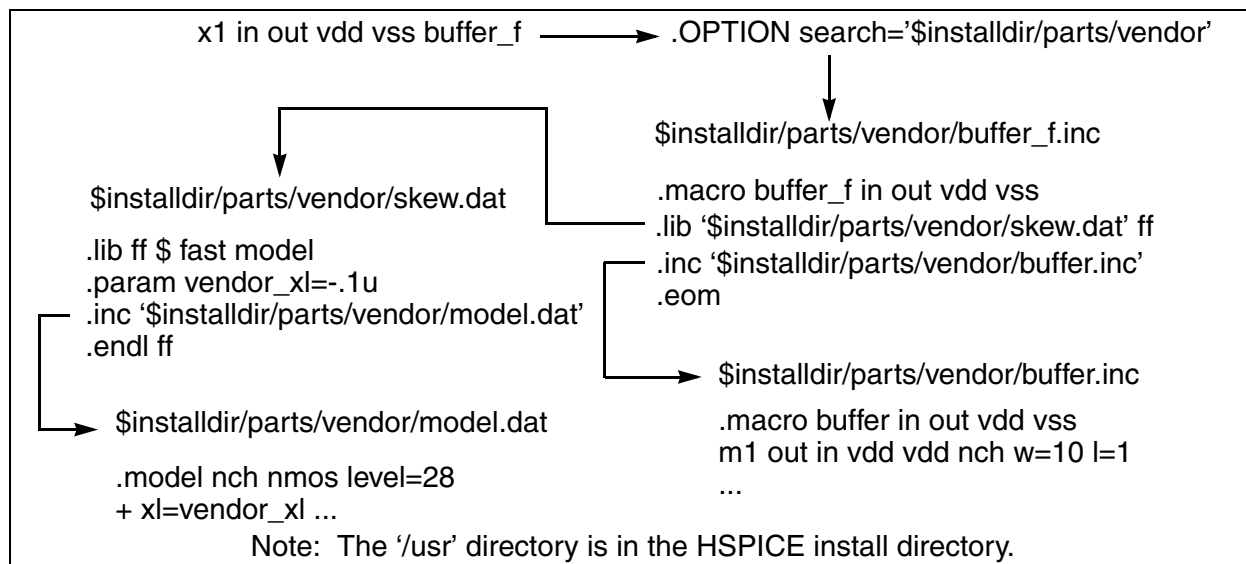 x1 in out vdd vss buffer_f
.OPTION search=’$installdir/parts/vendor’
$installdir/parts/vendor/buffer_f.inc
.macro buffer_f in out vdd vss
.lib ‘$installdir/parts/vendor/skew.dat’ ff
.inc ‘$installdir/parts/vendor/buffer.inc’
.eom
$installdir/parts/vendor/skew.dat
.lib ff $ fast model
.param vendor_xl=-.1u
.inc ‘$installdir/parts/vendor/model.dat’
.endl ff
$installdir/parts/vendor/buffer.inc
.macro buffer in out vdd vss
m1 out in vdd vdd nch w=10 l=1
...
$installdir/parts/vendor/model.dat
.model nch nmos level=28
+ xl=vendor_xl ...
Note: The ‘/usr’ directory is in the HSPICE install directory.